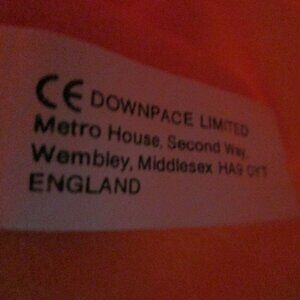 CE DOWNPACE LIMITED
Metro House, Second Way,
Wembley, Middlesex HA9 0YT
ENGLAND